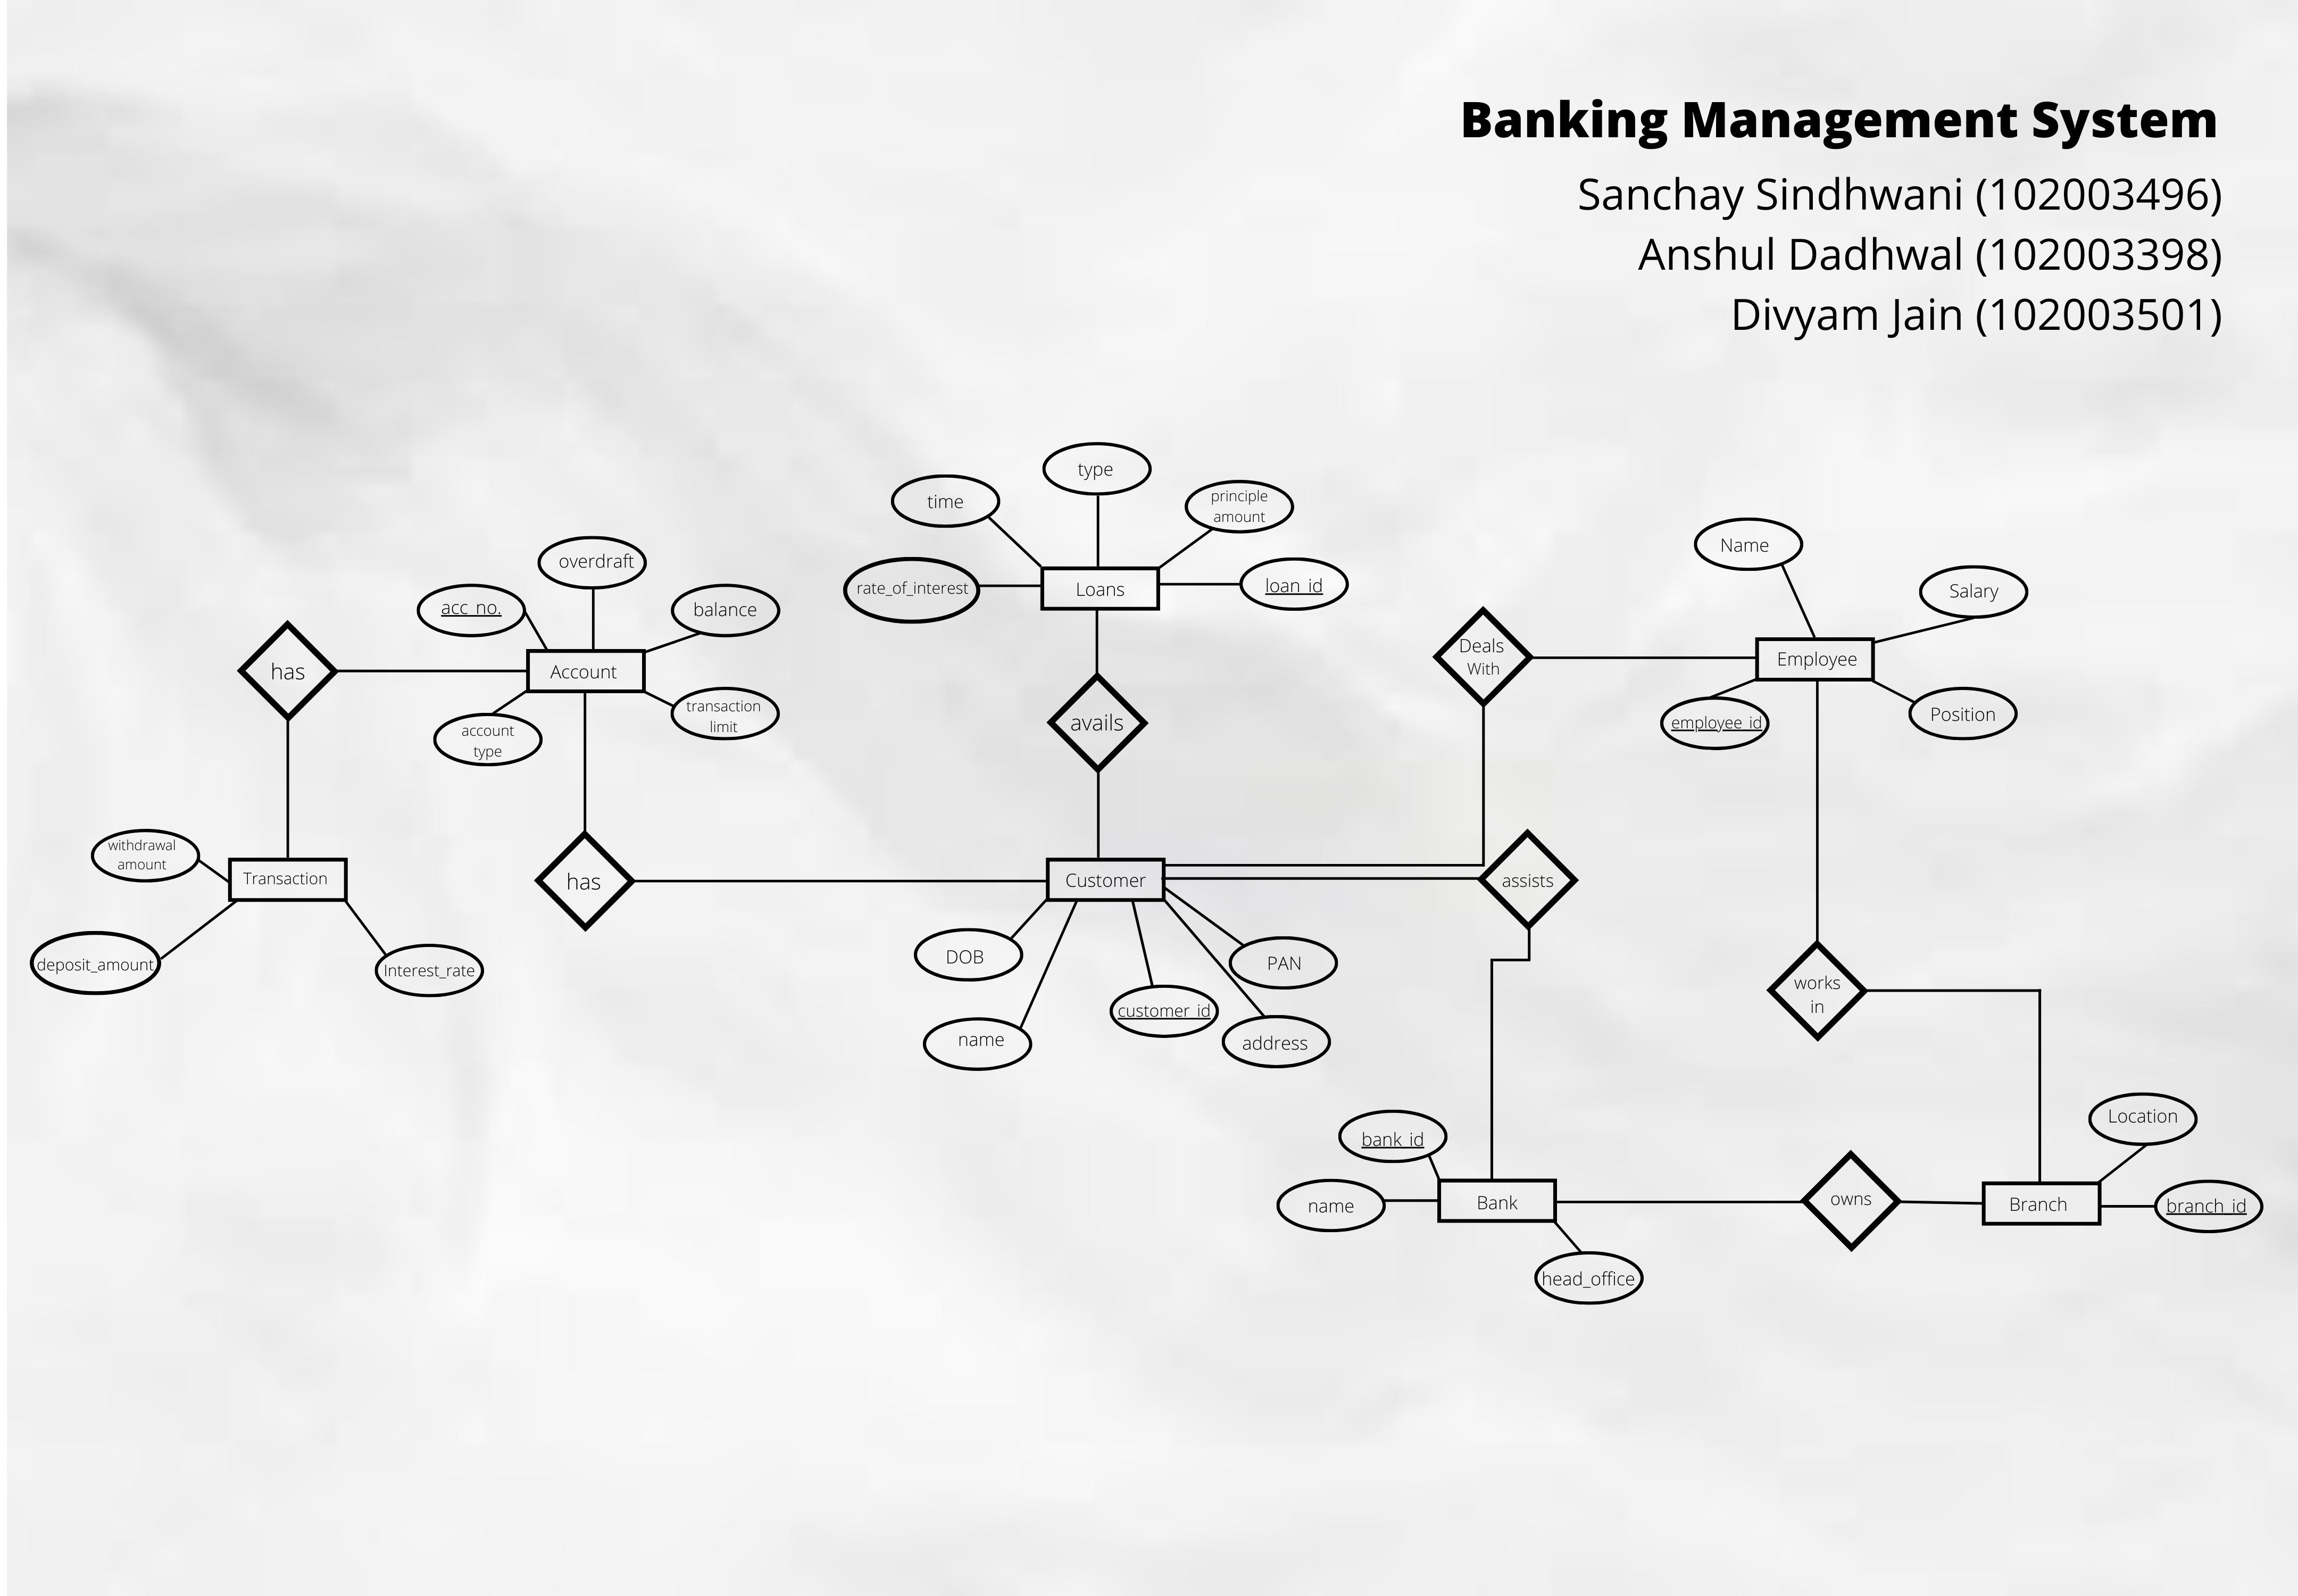 Banking Management System
Sanchay Sindhwani (102003496)
Anshul Dadhwal (102003398)
Divyam Jain (102003501)
type
time
principle
amount
rate_of_interest
Loans
loan_id
overdraft
acc_no.
balance
has
Account
transaction
limit
account
type
avails
Name
Salary
Deals
With
Employee
employee_id
Position
withdrawal
amount
Transaction
deposit_amount
Interest_rate
has
Customer
assists
DOB
PAN
customer_id
name
address
works
in
bank_id
name
Bank
head_office
owns
Location
Branch
branch_id